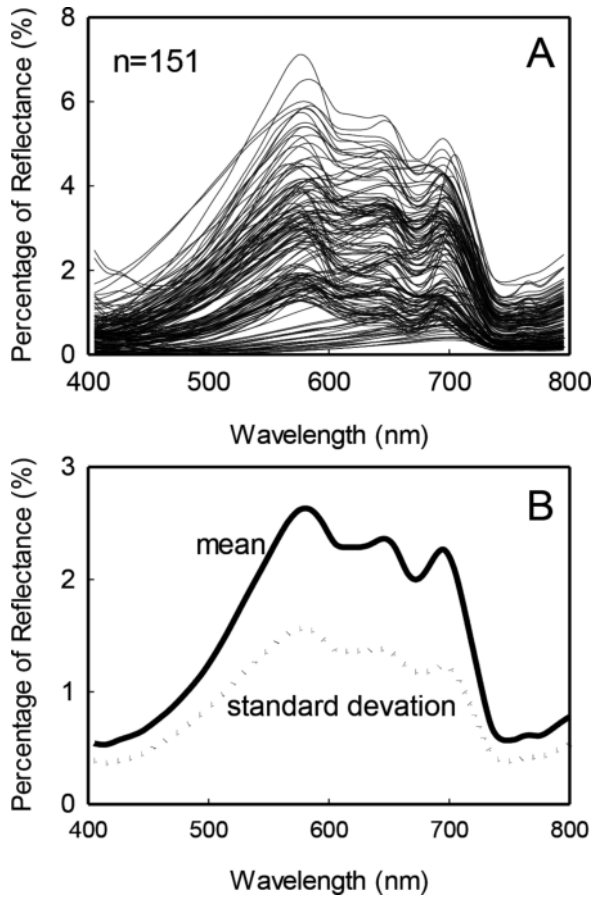 Percentage of Reflectance (%)
8
6
4
2
0
n=151
A
400 500 600 700 800
Wavelength (nm)
Percentage of Reflectance (%)
3
2
1
0
B
mean
standard devation
400 500 600 700 800
Wavelength (nm)